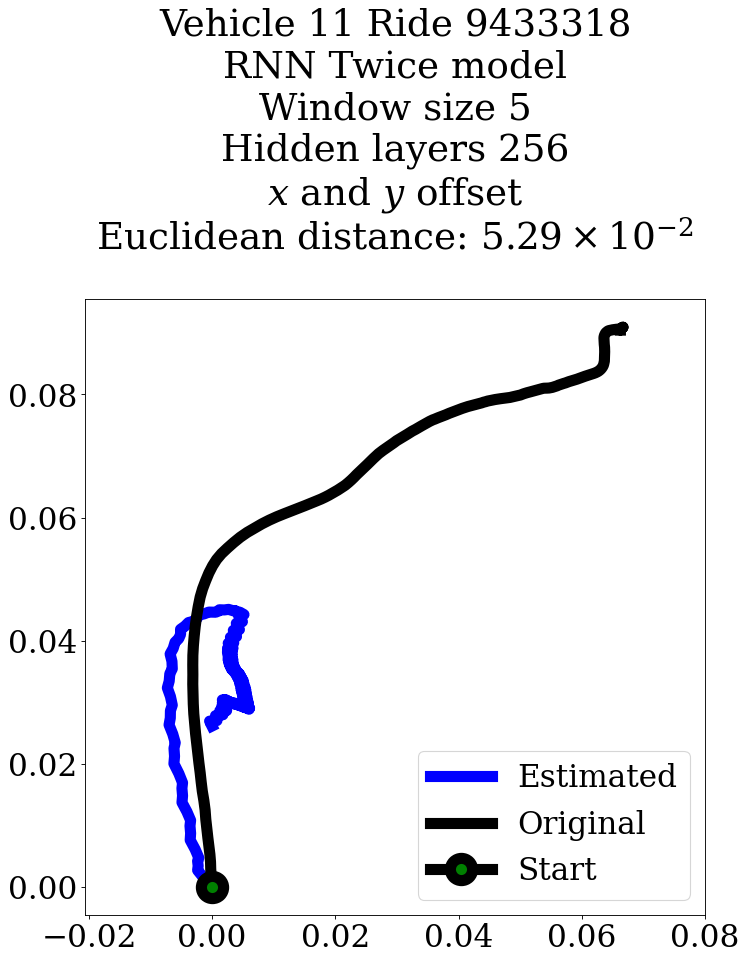 Vehicle 11 Ride 9433318
RNN Twice model
Window size 5
Hidden layers 256
x and y offset
Euclidean distance: 5.29 × 10⁻²
0.08
0.06
0.04
0.02
0.00
Estimated
Original
Start
−0.02 0.00 0.02 0.04 0.06 0.08